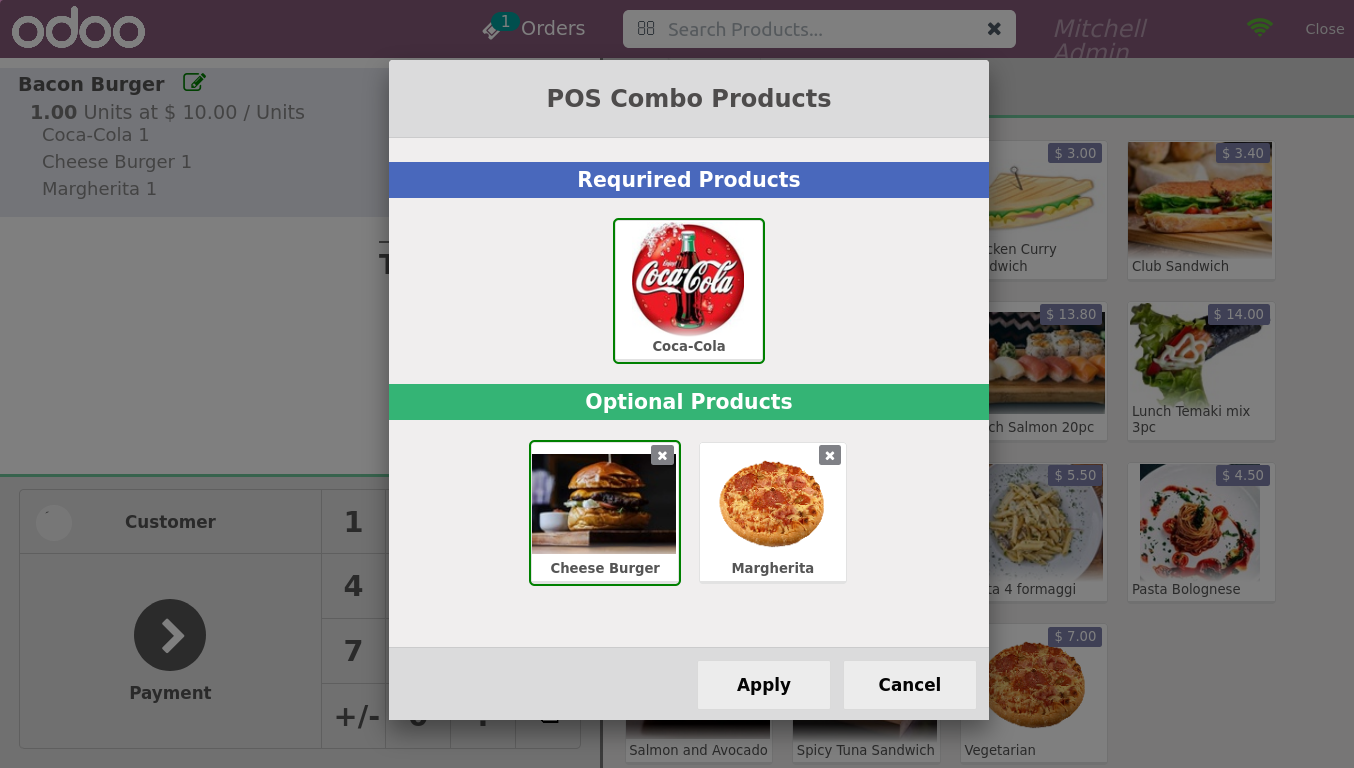 odoo
1
Orders
Search Products...
Mitchell
Admin
Close
Bacon Burger
1.00 Units at $ 10.00 / Units
Coca-Cola 1
Cheese Burger 1
Margherita 1
T
Customer
1
4
7
+/-
Payment
POS Combo Products
Requrired Products
Enjoy
Coca-Cola
Coca-Cola
Optional Products
Cheese Burger
Margherita
Apply
Cancel
$ 3.00
cken Curry
dwich
$ 3.40
Club Sandwich
$ 13.80
ch Salmon 20pc
$ 14.00
Lunch Temaki mix
3pc
$ 5.50
ta 4 formaggi
$ 4.50
Pasta Bolognese
$ 7.00
Salmon and Avocado
Spicy Tuna Sandwich
Vegetarian